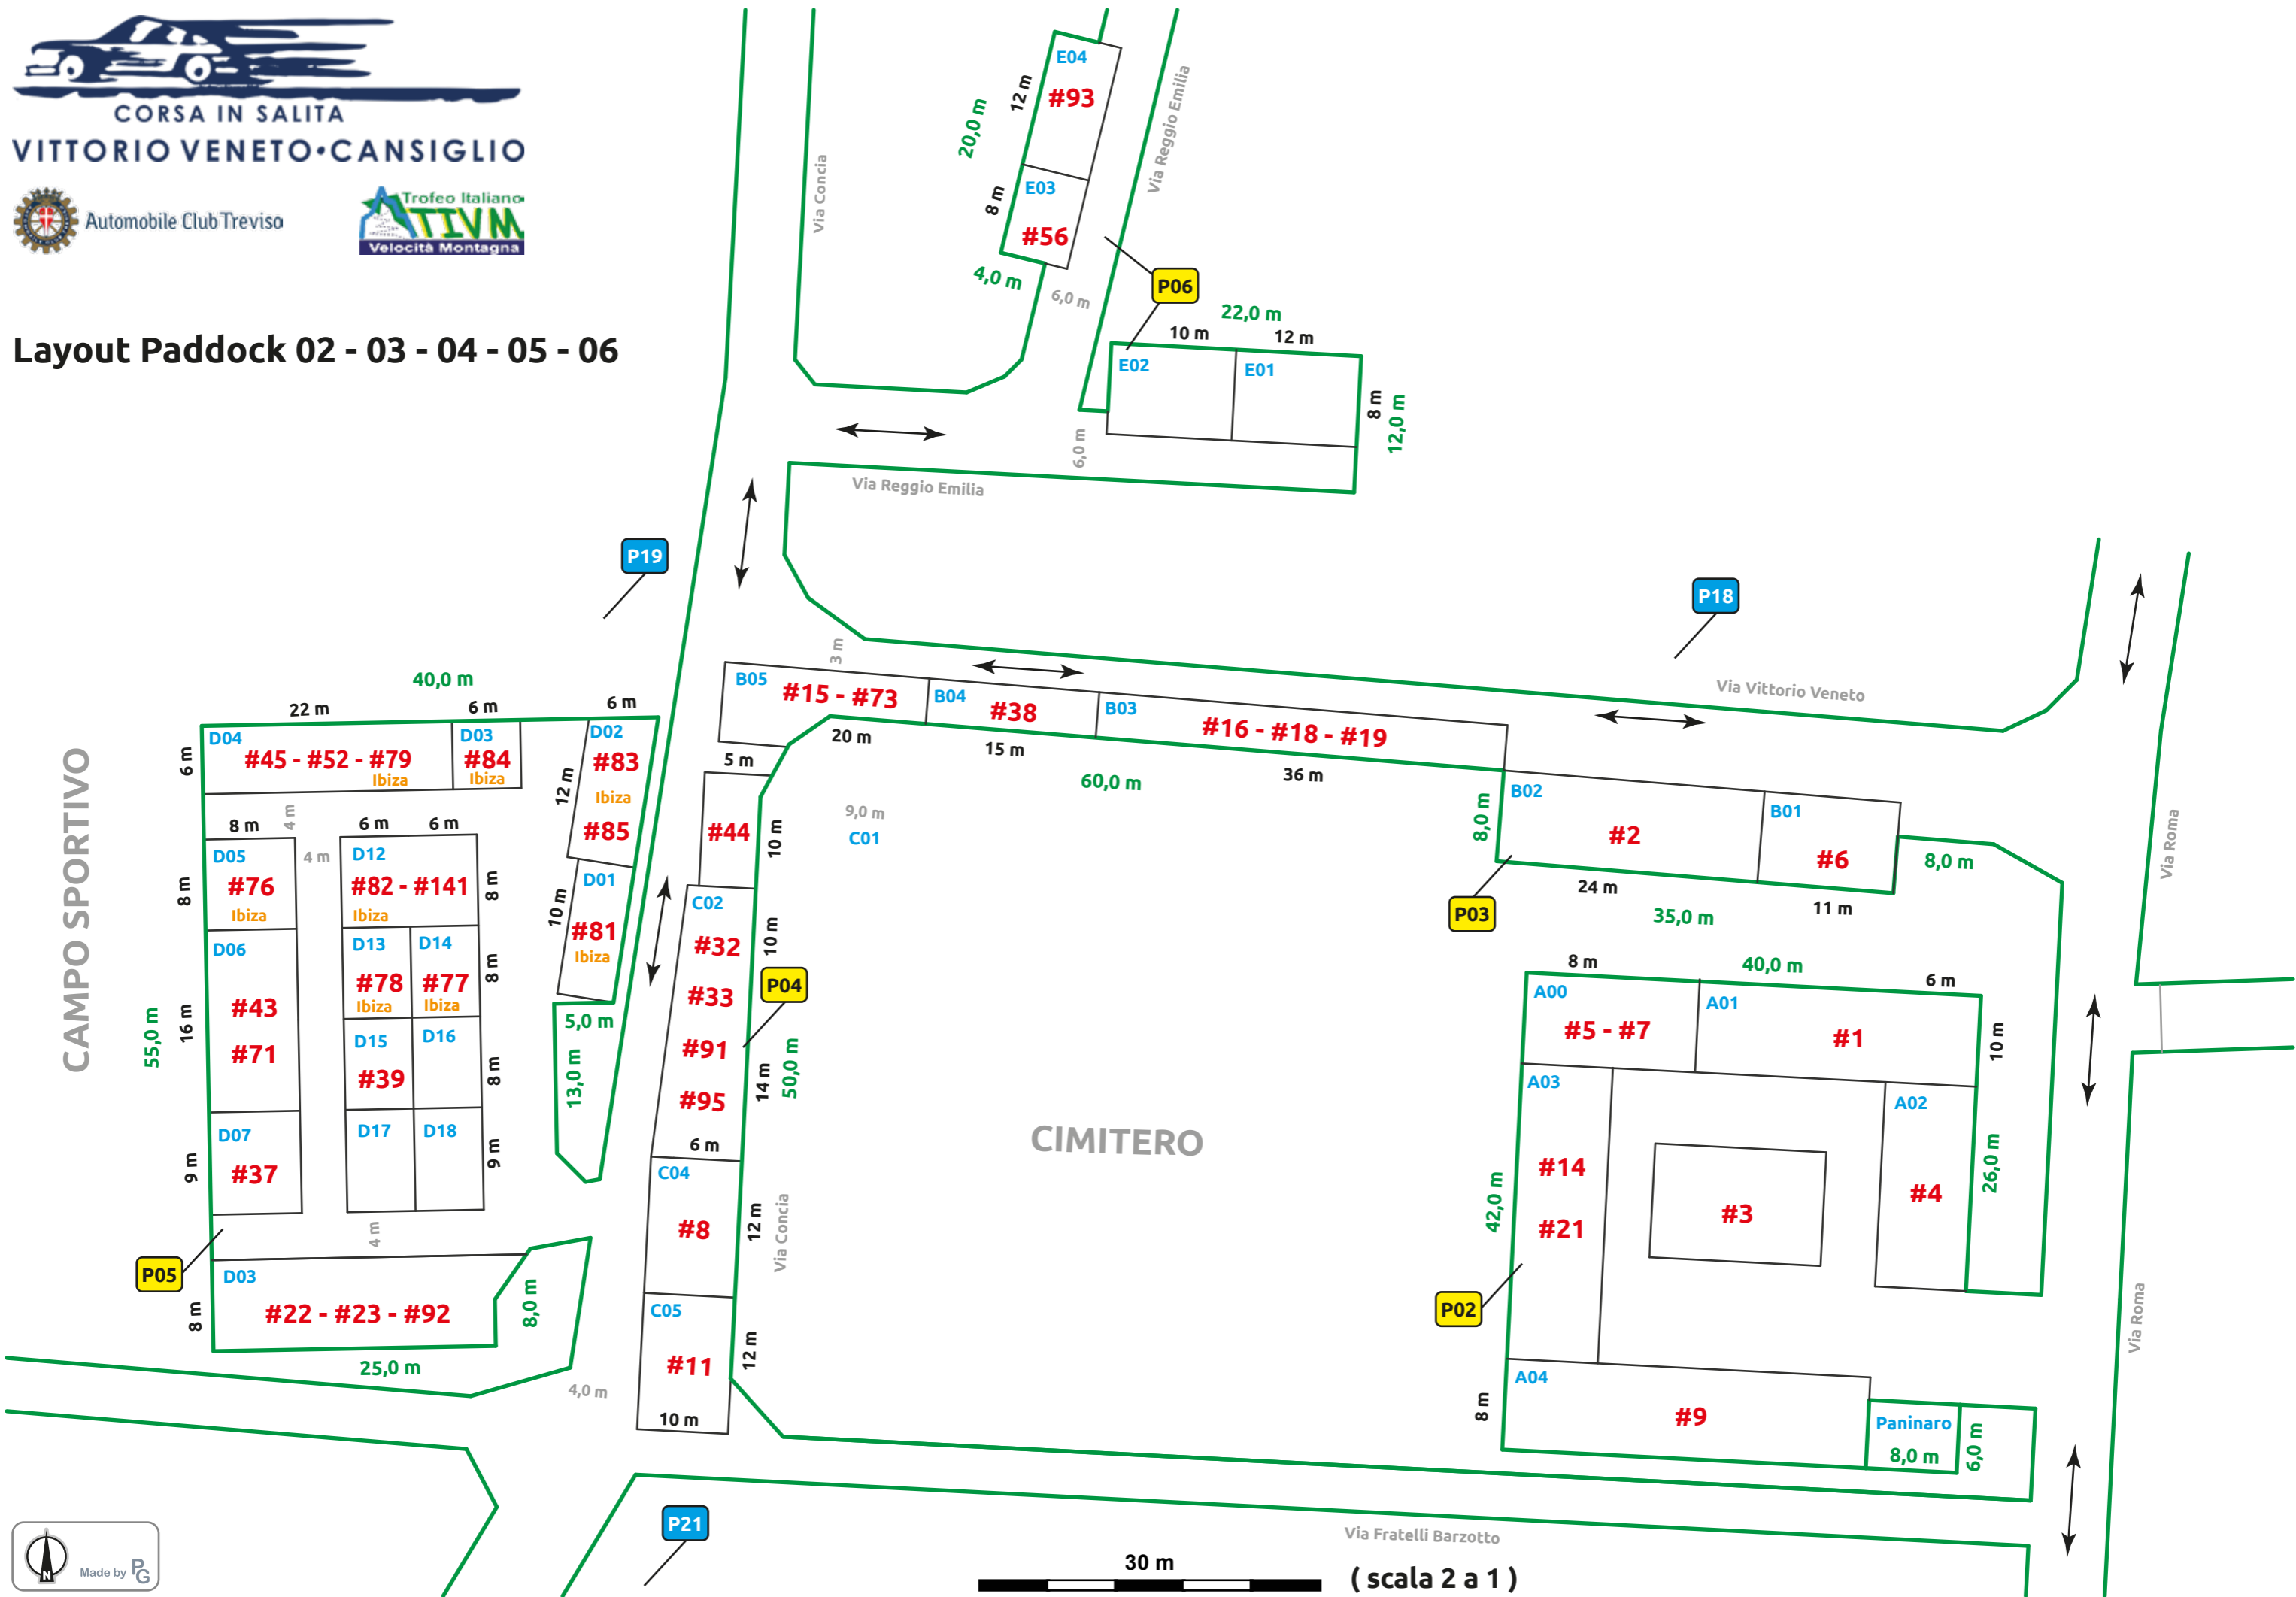 CORSA IN SALITA
VITTORIO VENETO•CANSIGLIO
Automobile Club Treviso
Trofeo Italiano
TIVM
Velocità Montagna
Layout Paddock 02 - 03 - 04 - 05 - 06
Via Concia
20,0 m
12 m
E04
#93
Via Reggio Emilia
8 m
E03
#56
4,0 m
6,0 m
P06
22,0 m
10 m
12 m
E02
E01
8 m
12,0 m
6,0 m
Via Reggio Emilia
P19
P18
3 m
Via Vittorio Veneto
B05
#15 - #73
B04
#38
B03
#16 - #18 - #19
20 m
15 m
36 m
60,0 m
5 m
#44
10 m
9,0 m
C01
8,0 m
B02
#2
B01
#6
8,0 m
P03
24 m
35,0 m
11 m
Via Roma
CAMPO SPORTIVO
40,0 m
22 m
6 m
6 m
6 m
D04
#45 - #52 - #79
Ibiza
D03
#84
Ibiza
D02
#83
Ibiza
#85
12 m
4 m
8 m
4 m
6 m
6 m
8 m
D05
#76
Ibiza
D12
#82 - #141
Ibiza
8 m
D01
#81
Ibiza
10 m
D06
#43
#71
16 m
55,0 m
D13
#78
Ibiza
D14
#77
Ibiza
8 m
D15
#39
D16
8 m
D07
#37
9 m
D17
D18
9 m
5,0 m
13,0 m
4 m
P05
D03
#22 - #23 - #92
8 m
8,0 m
25,0 m
4,0 m
C02
#32
#33
#91
#95
10 m
P04
14 m
50,0 m
6 m
C04
#8
12 m
Via Concia
C05
#11
12 m
10 m
CIMITERO
8 m
40,0 m
6 m
A00
#5 - #7
A01
#1
10 m
A03
#14
#21
42,0 m
#3
A02
#4
26,0 m
P02
A04
#9
8 m
Paninaro
8,0 m
6,0 m
Via Roma
P21
Via Fratelli Barzotto
30 m
( scala 2 a 1 )
N
Made by PG